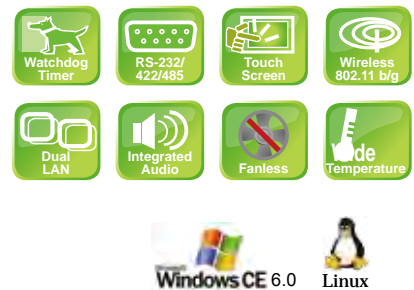 Watchdog
Timer
RS-232/
422/485
Touch
Screen
Wireless
802.11 b/g
Dual
LAN
Integrated
Audio
Fanless
Wide
Temperature
Windows CE 6.0
Linux